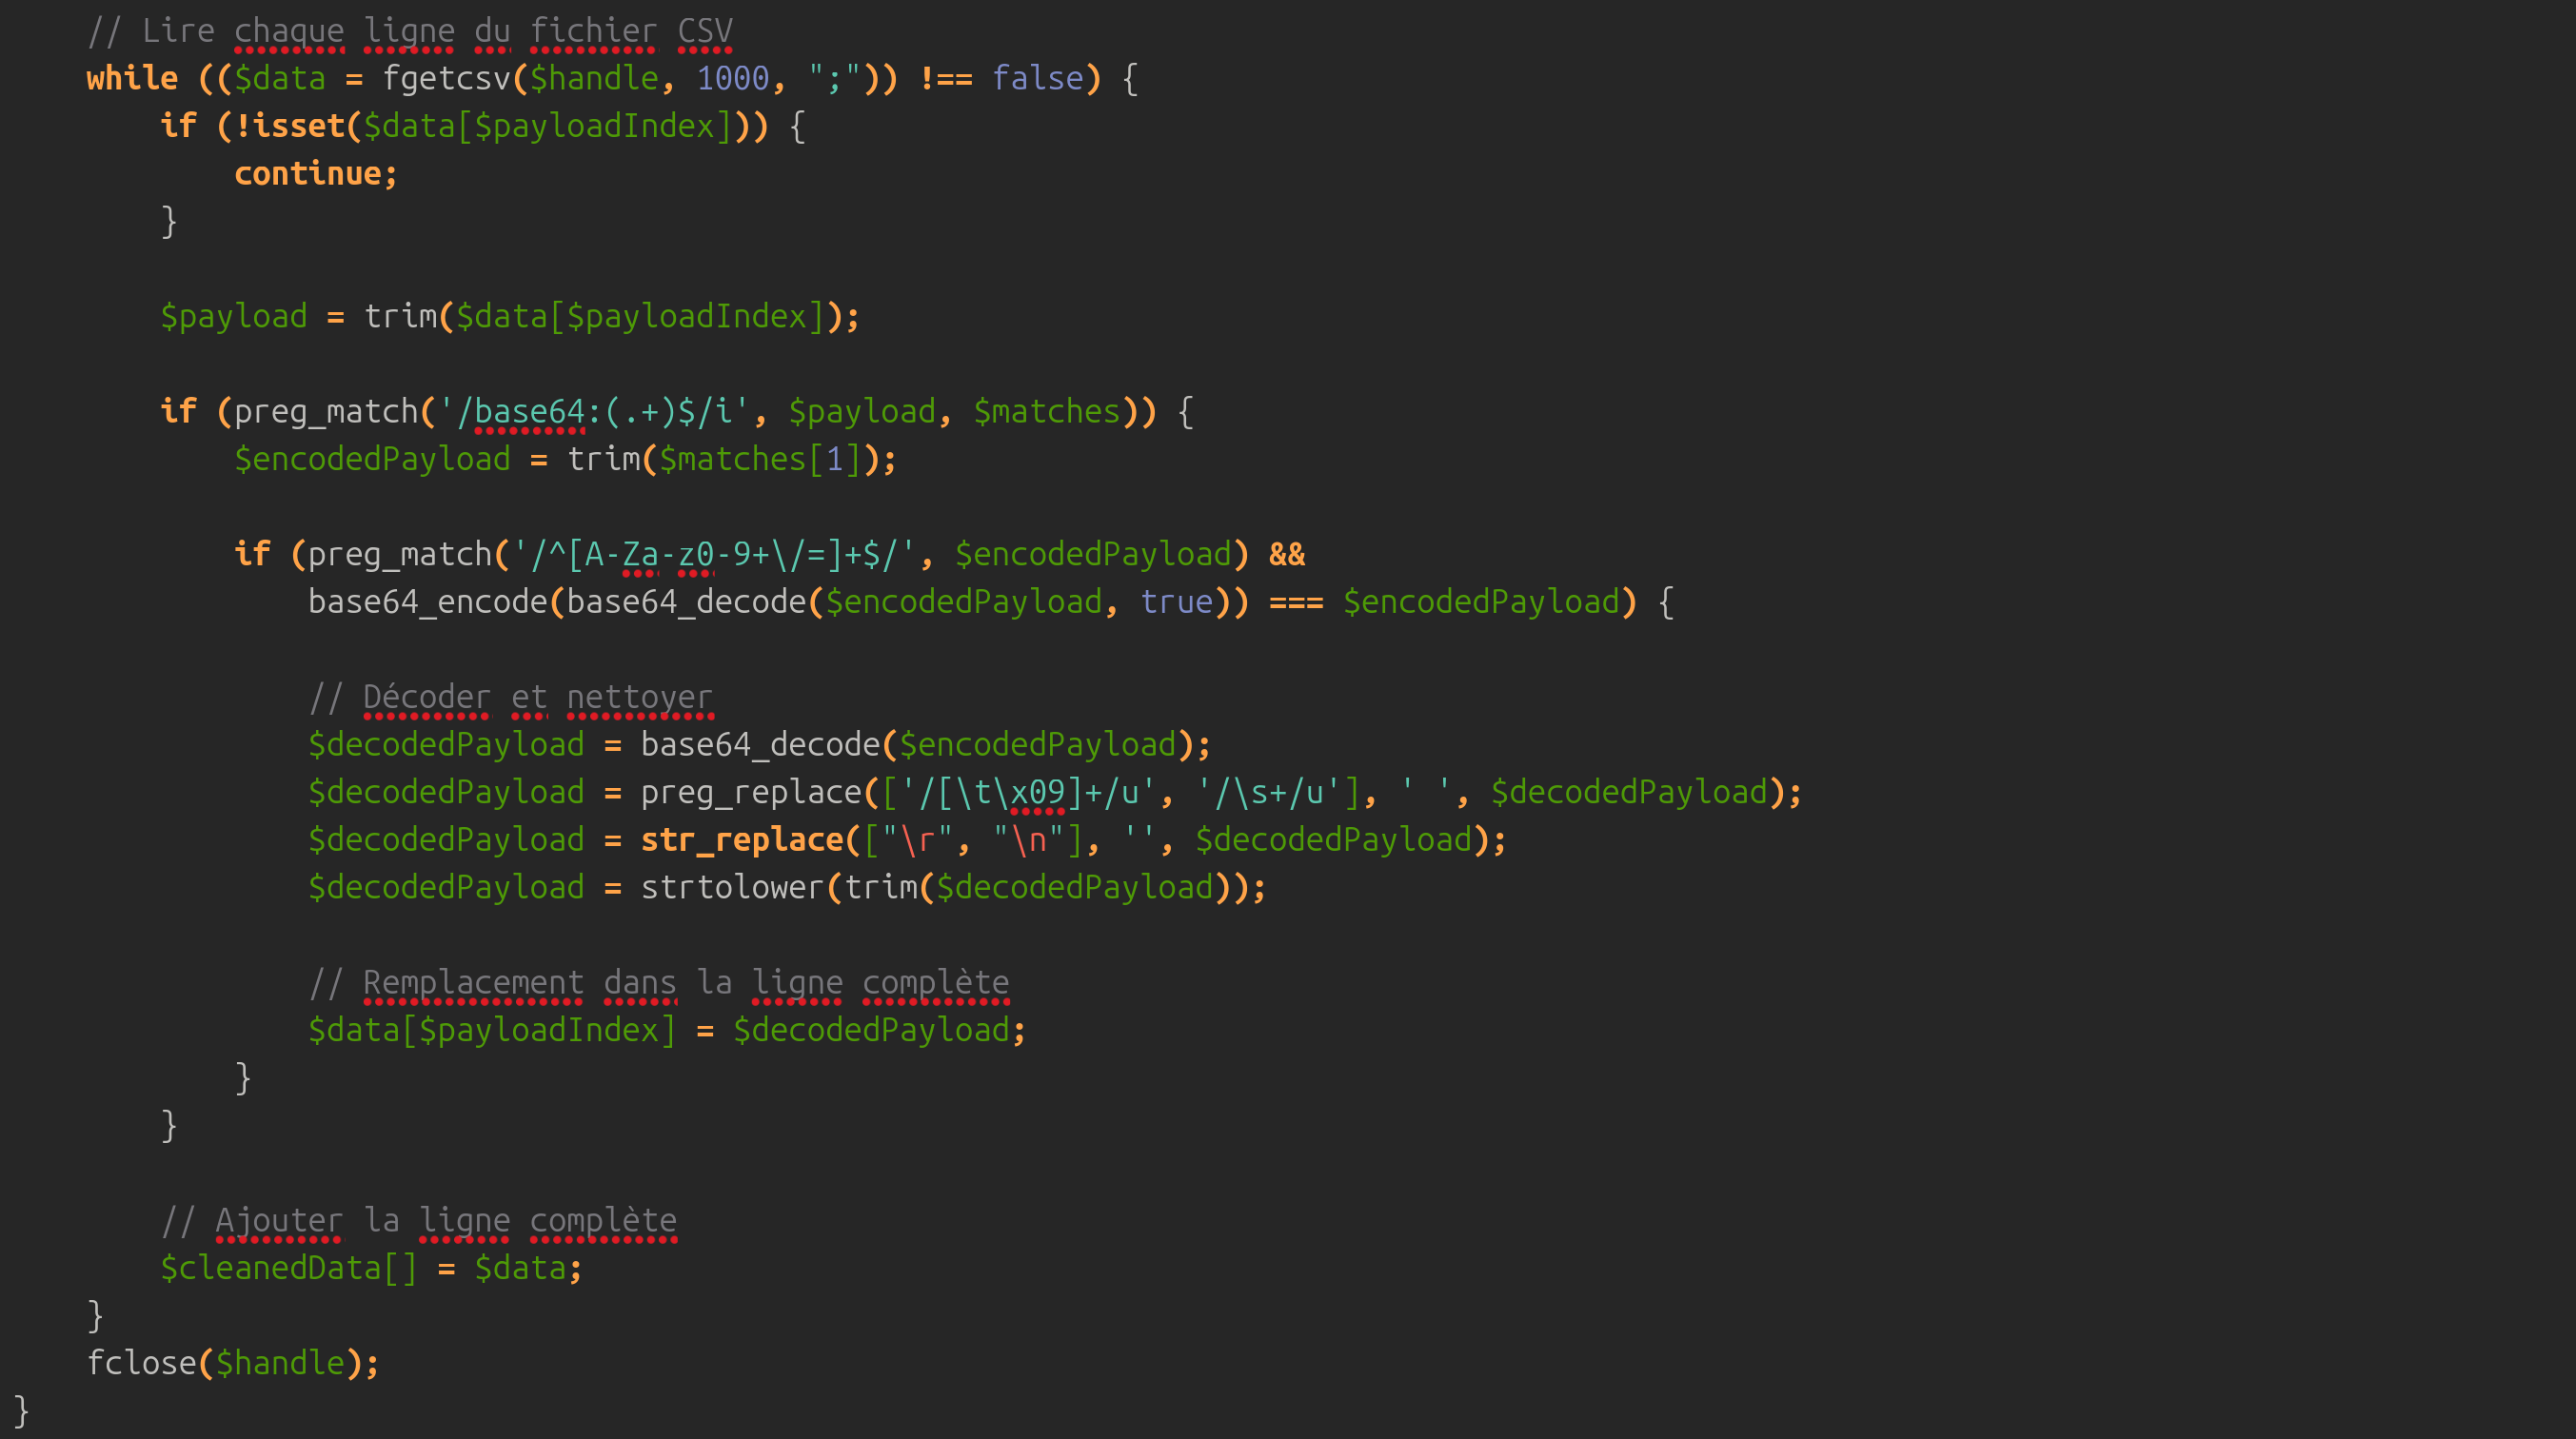 // Lire chaque ligne du fichier CSV
while (($data = fgetcsv($handle, 1000, ";")) !== false) {
if (!isset($data[$payloadIndex])) {
continue;
}
$payload = trim($data[$payloadIndex]);
if (preg_match('/base64:(.+)$/i', $payload, $matches)) {
$encodedPayload = trim($matches[1]);
if (preg_match('/^[A-Za-z0-9+\/=]+$/', $encodedPayload) &&
base64_encode(base64_decode($encodedPayload, true)) === $encodedPayload) {
// Décoder et nettoyer
$decodedPayload = base64_decode($encodedPayload);
$decodedPayload = preg_replace(['/[\t\x09]+/u', '/\s+/u'], ' ', $decodedPayload);
$decodedPayload = str_replace(["\r", "\n"], '', $decodedPayload);
$decodedPayload = strtolower(trim($decodedPayload));
// Remplacement dans la ligne complète
$data[$payloadIndex] = $decodedPayload;
}
}
// Ajouter la ligne complète
$cleanedData[] = $data;
}
fclose($handle);
}